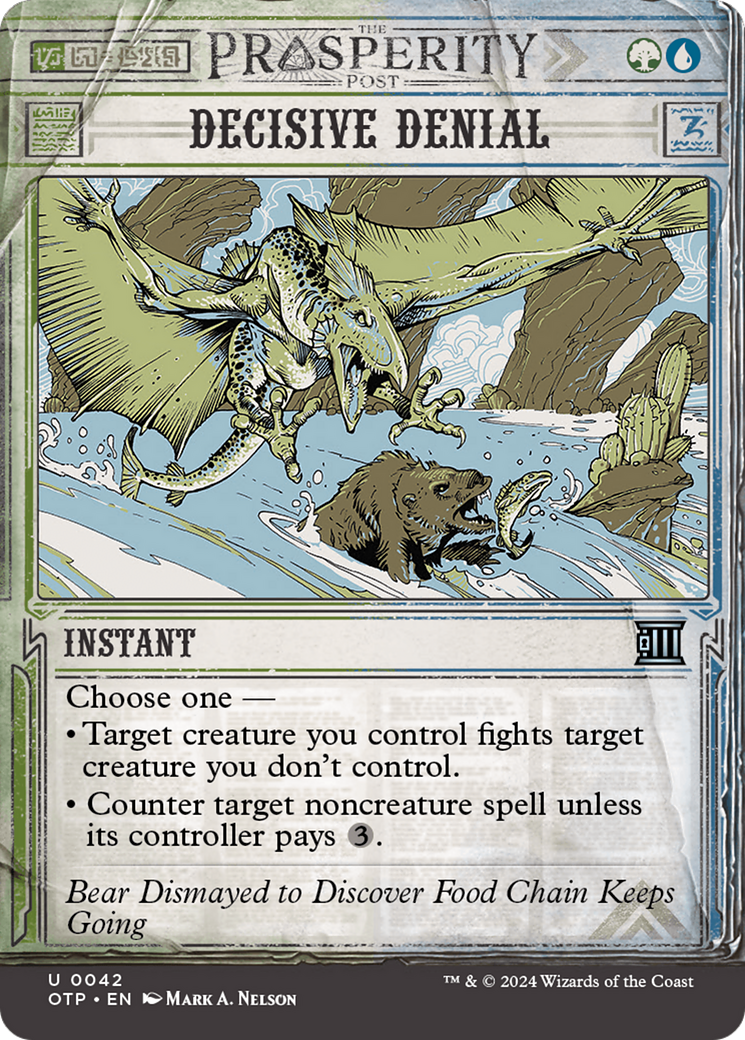 THE
PROSPERITY
POST
DECISIVE DENIAL
INSTANT
Choose one —
• Target creature you control fights target
creature you don't control.
• Counter target noncreature spell unless
its controller pays 3.
Bear Dismayed to Discover Food Chain Keeps
Going
U 0042
OTP • EN MARK A. NELSON
™ & © 2024 Wizards of the Coast